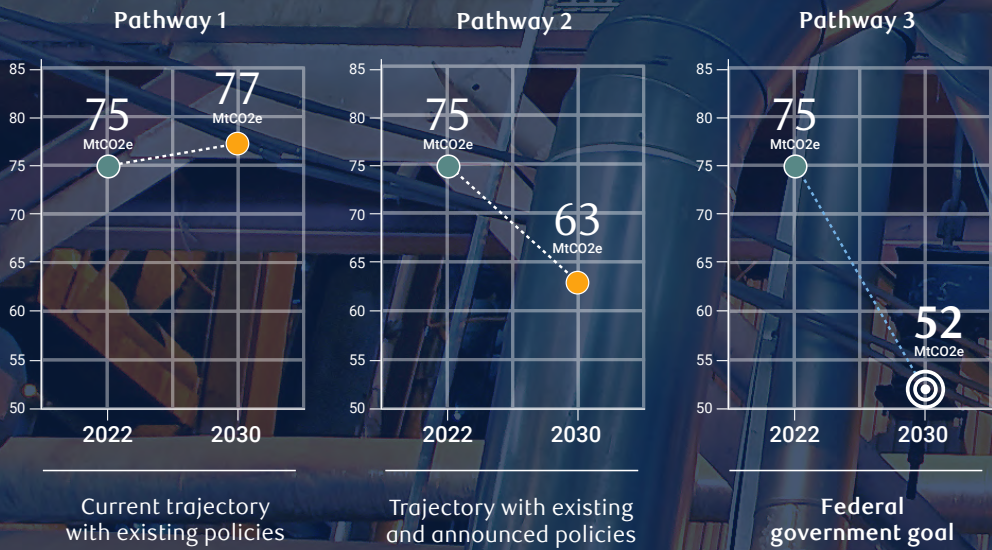 Pathway 1
85
80
75
70
65
60
55
50
75
MtCO2e
77
MtCO2e
2022
2030
Current trajectory
with existing policies
Pathway 2
85
80
75
70
65
60
55
50
75
MtCO2e
63
MtCO2e
2022
2030
Trajectory with existing
and announced policies
Pathway 3
85
80
75
70
65
60
55
50
75
MtCO2e
52
MtCO2e
2022
2030
Federal
government goal